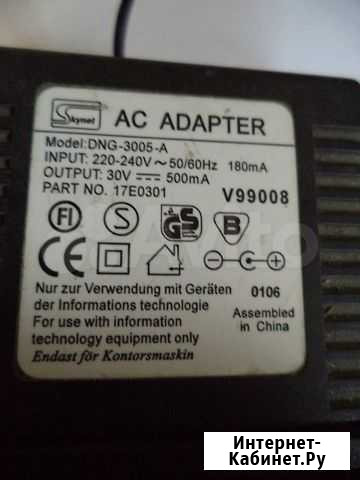 Skynet AC ADAPTER
Model:DNG-3005-A
INPUT: 220-240V~50/60Hz 180mA
OUTPUT: 30V 500mA
PART NO. 17E0301 V99008
FI S GS B
CE
Nur zur Verwendung mit Geräten
der Informations technologie
For use with information
technology equipment only
Endast för Kontorsmaskin
0106
Assembled
in China
Avito
Интернет-
Кабинет.Ру